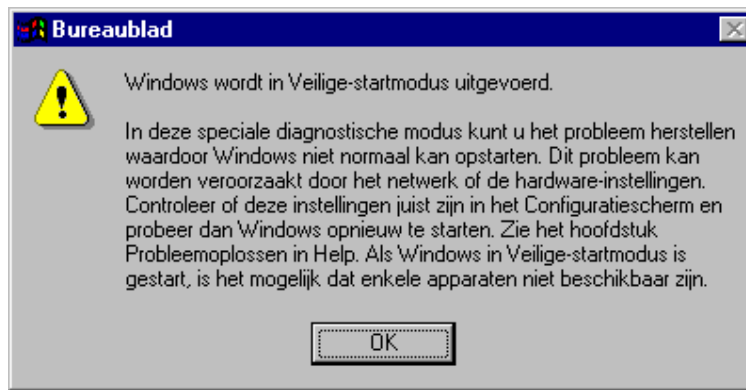 Bureaublad
Windows wordt in Veilige-startmodus uitgevoerd.
In deze speciale diagnostische modus kunt u het probleem herstellen
waardoor Windows niet normaal kan opstarten. Dit probleem kan
worden veroorzaakt door het netwerk of de hardware-instellingen.
Controleer of deze instellingen juist zijn in het Configuratiescherm en
probeer dan Windows opnieuw te starten. Zie het hoofdstuk
Probleemoplossen in Help. Als Windows in Veilige-startmodus is
gestart, is het mogelijk dat enkele apparaten niet beschikbaar zijn.
OK